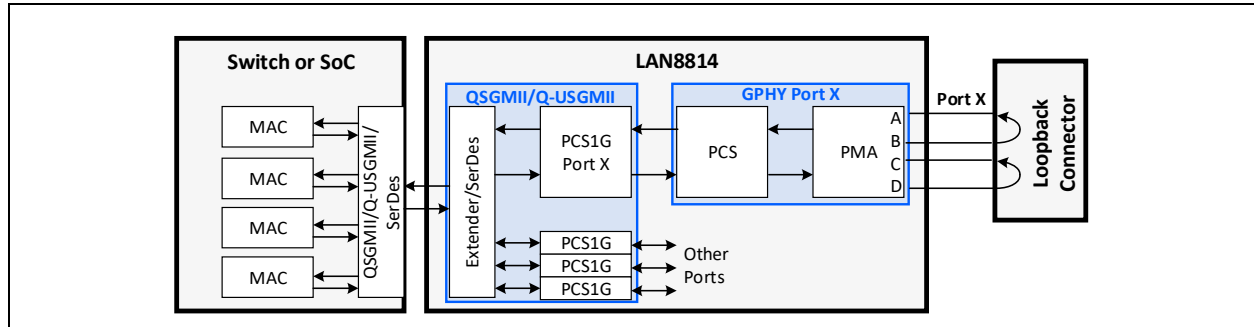 Switch or SoC
MAC
MAC
MAC
MAC
QSGMII/Q-USGMII/
SerDes
LAN8814
QSGMII/Q-USGMII
Extender/SerDes
PCS1G
Port X
PCS1G
PCS1G
PCS1G
Other
Ports
GPHY Port X
PCS
PMA
A
B
C
D
Port X
Loopback
Connector